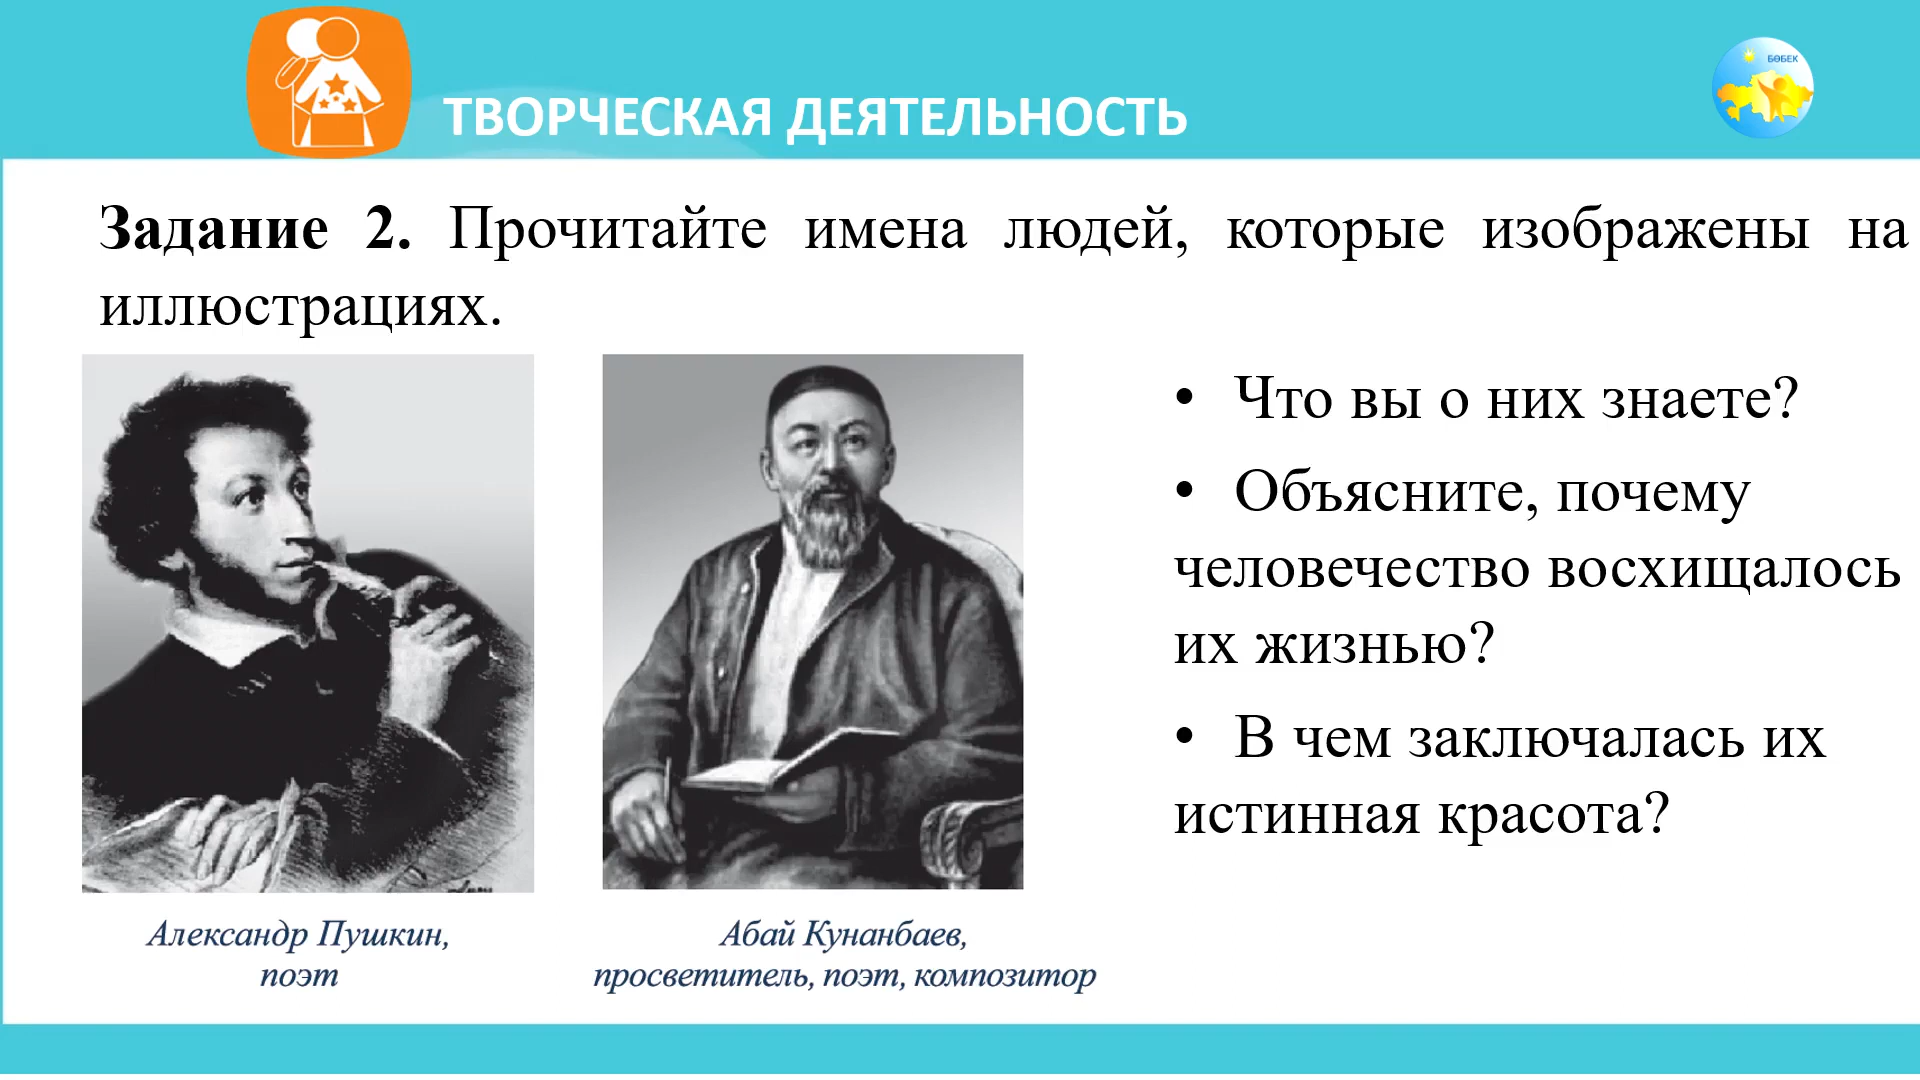 ТВОРЧЕСКАЯ ДЕЯТЕЛЬНОСТЬ
БӨБЕК
Задание 2. Прочитайте имена людей, которые изображены на
иллюстрациях.
• Что вы о них знаете?
• Объясните, почему
человечество восхищалось
их жизнью?
• В чем заключалась их
истинная красота?
Александр Пушкин,
поэт
Абай Кунанбаев,
просветитель, поэт, композитор